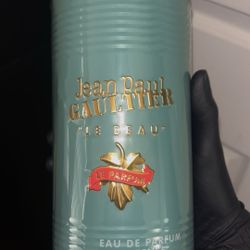 Jean Paul
GAULTIER
"LE BEAU"
LE PARFUM
EAU DE PARFUM